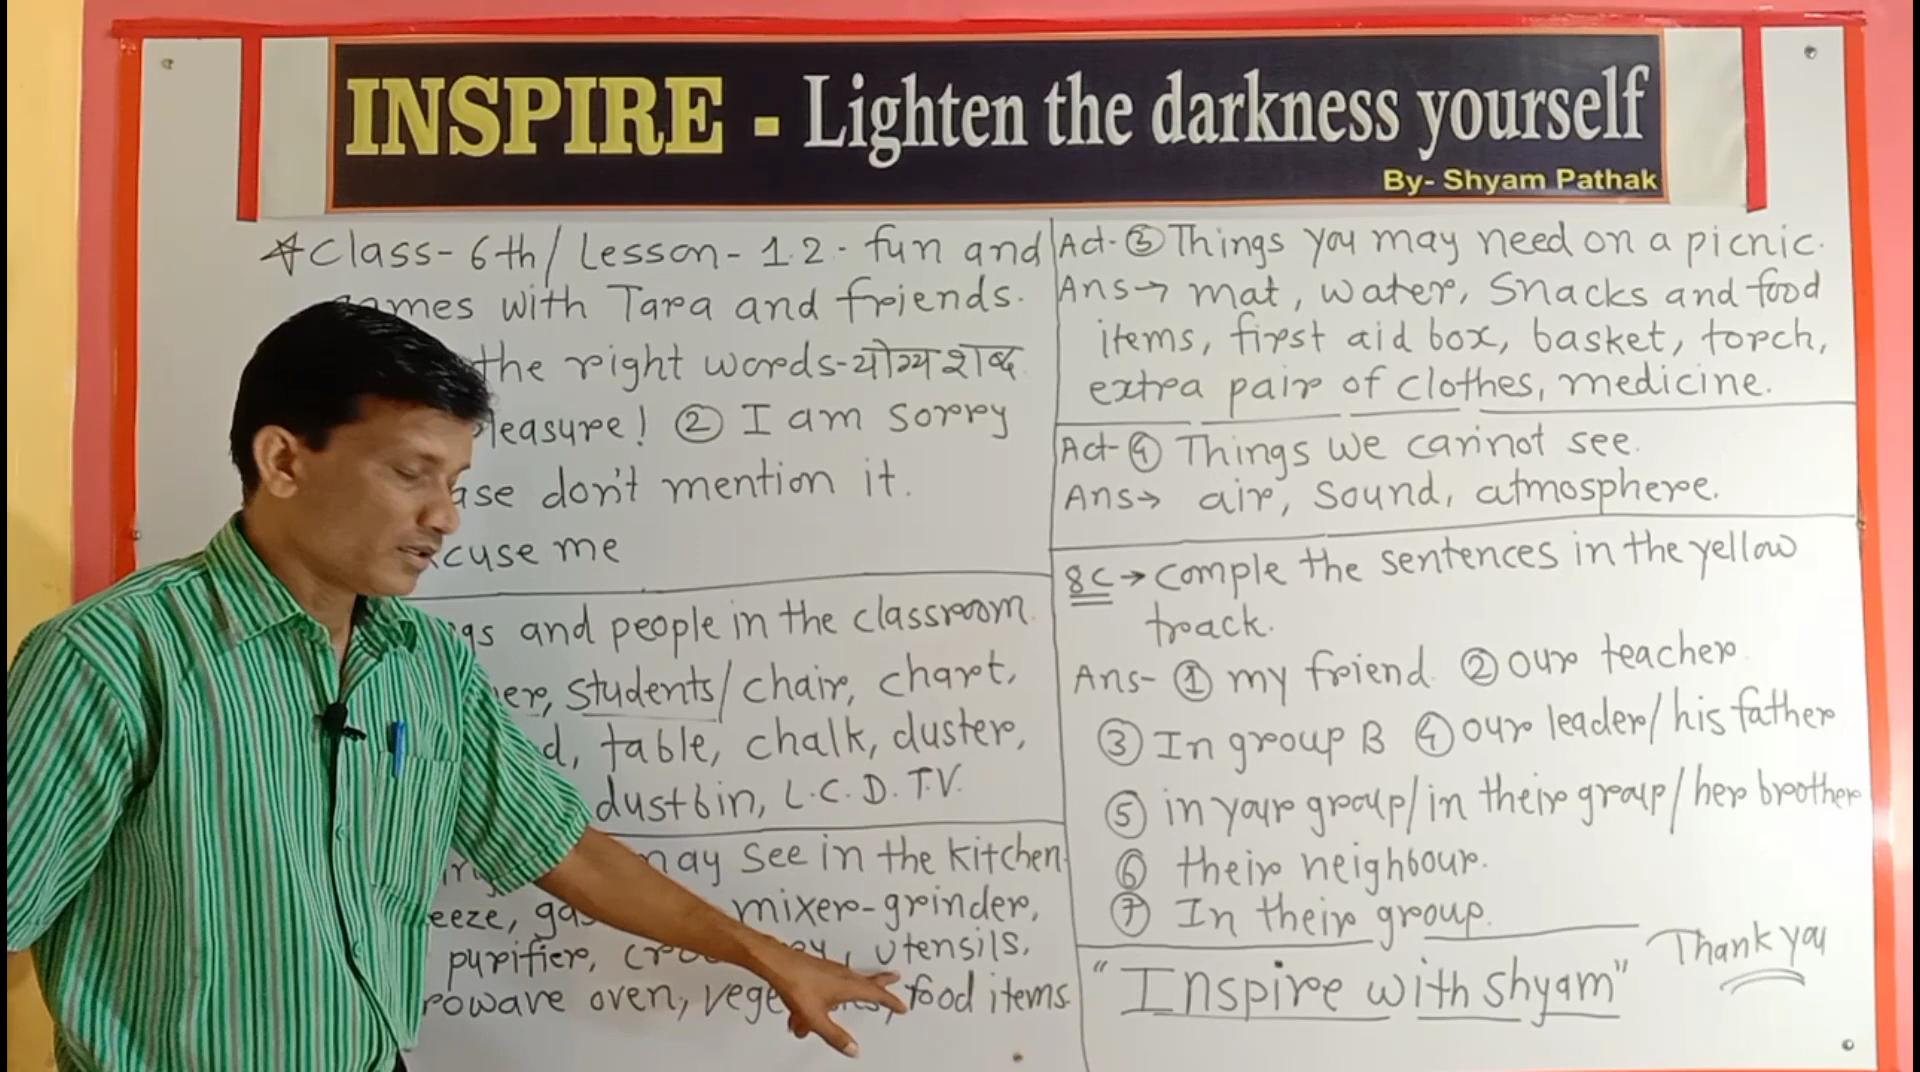 INSPIRE - Lighten the darkness yourself
By- Shyam Pathak
Class- 6th / Lesson - 1.2 - fun and
games with Tara and friends.
the right words - योग्य शब्द
② I am sorry
don't mention it.
me
and people in the classroom
students / chair, chart,
table, chalk, duster,
dustbin, L.C.D. T.V.
may see in the kitchen
mixer-grinder,
purifier, utensils,
oven, food items
Act- ③ Things you may need on a picnic.
Ans → mat, water, Snacks and food
items, first aid box, basket, torch,
extra pair of clothes, medicine.
Act- ④ Things we cannot see.
Ans → air, sound, atmosphere.
8C → comple the sentences in the yellow
track.
Ans- ① my friend ② our teacher
③ In group B ④ our leader / his father
⑤ in your group / in their group / her brother
⑥ their neighbour.
⑦ In their group.
"Inspire with shyam"
Thank you